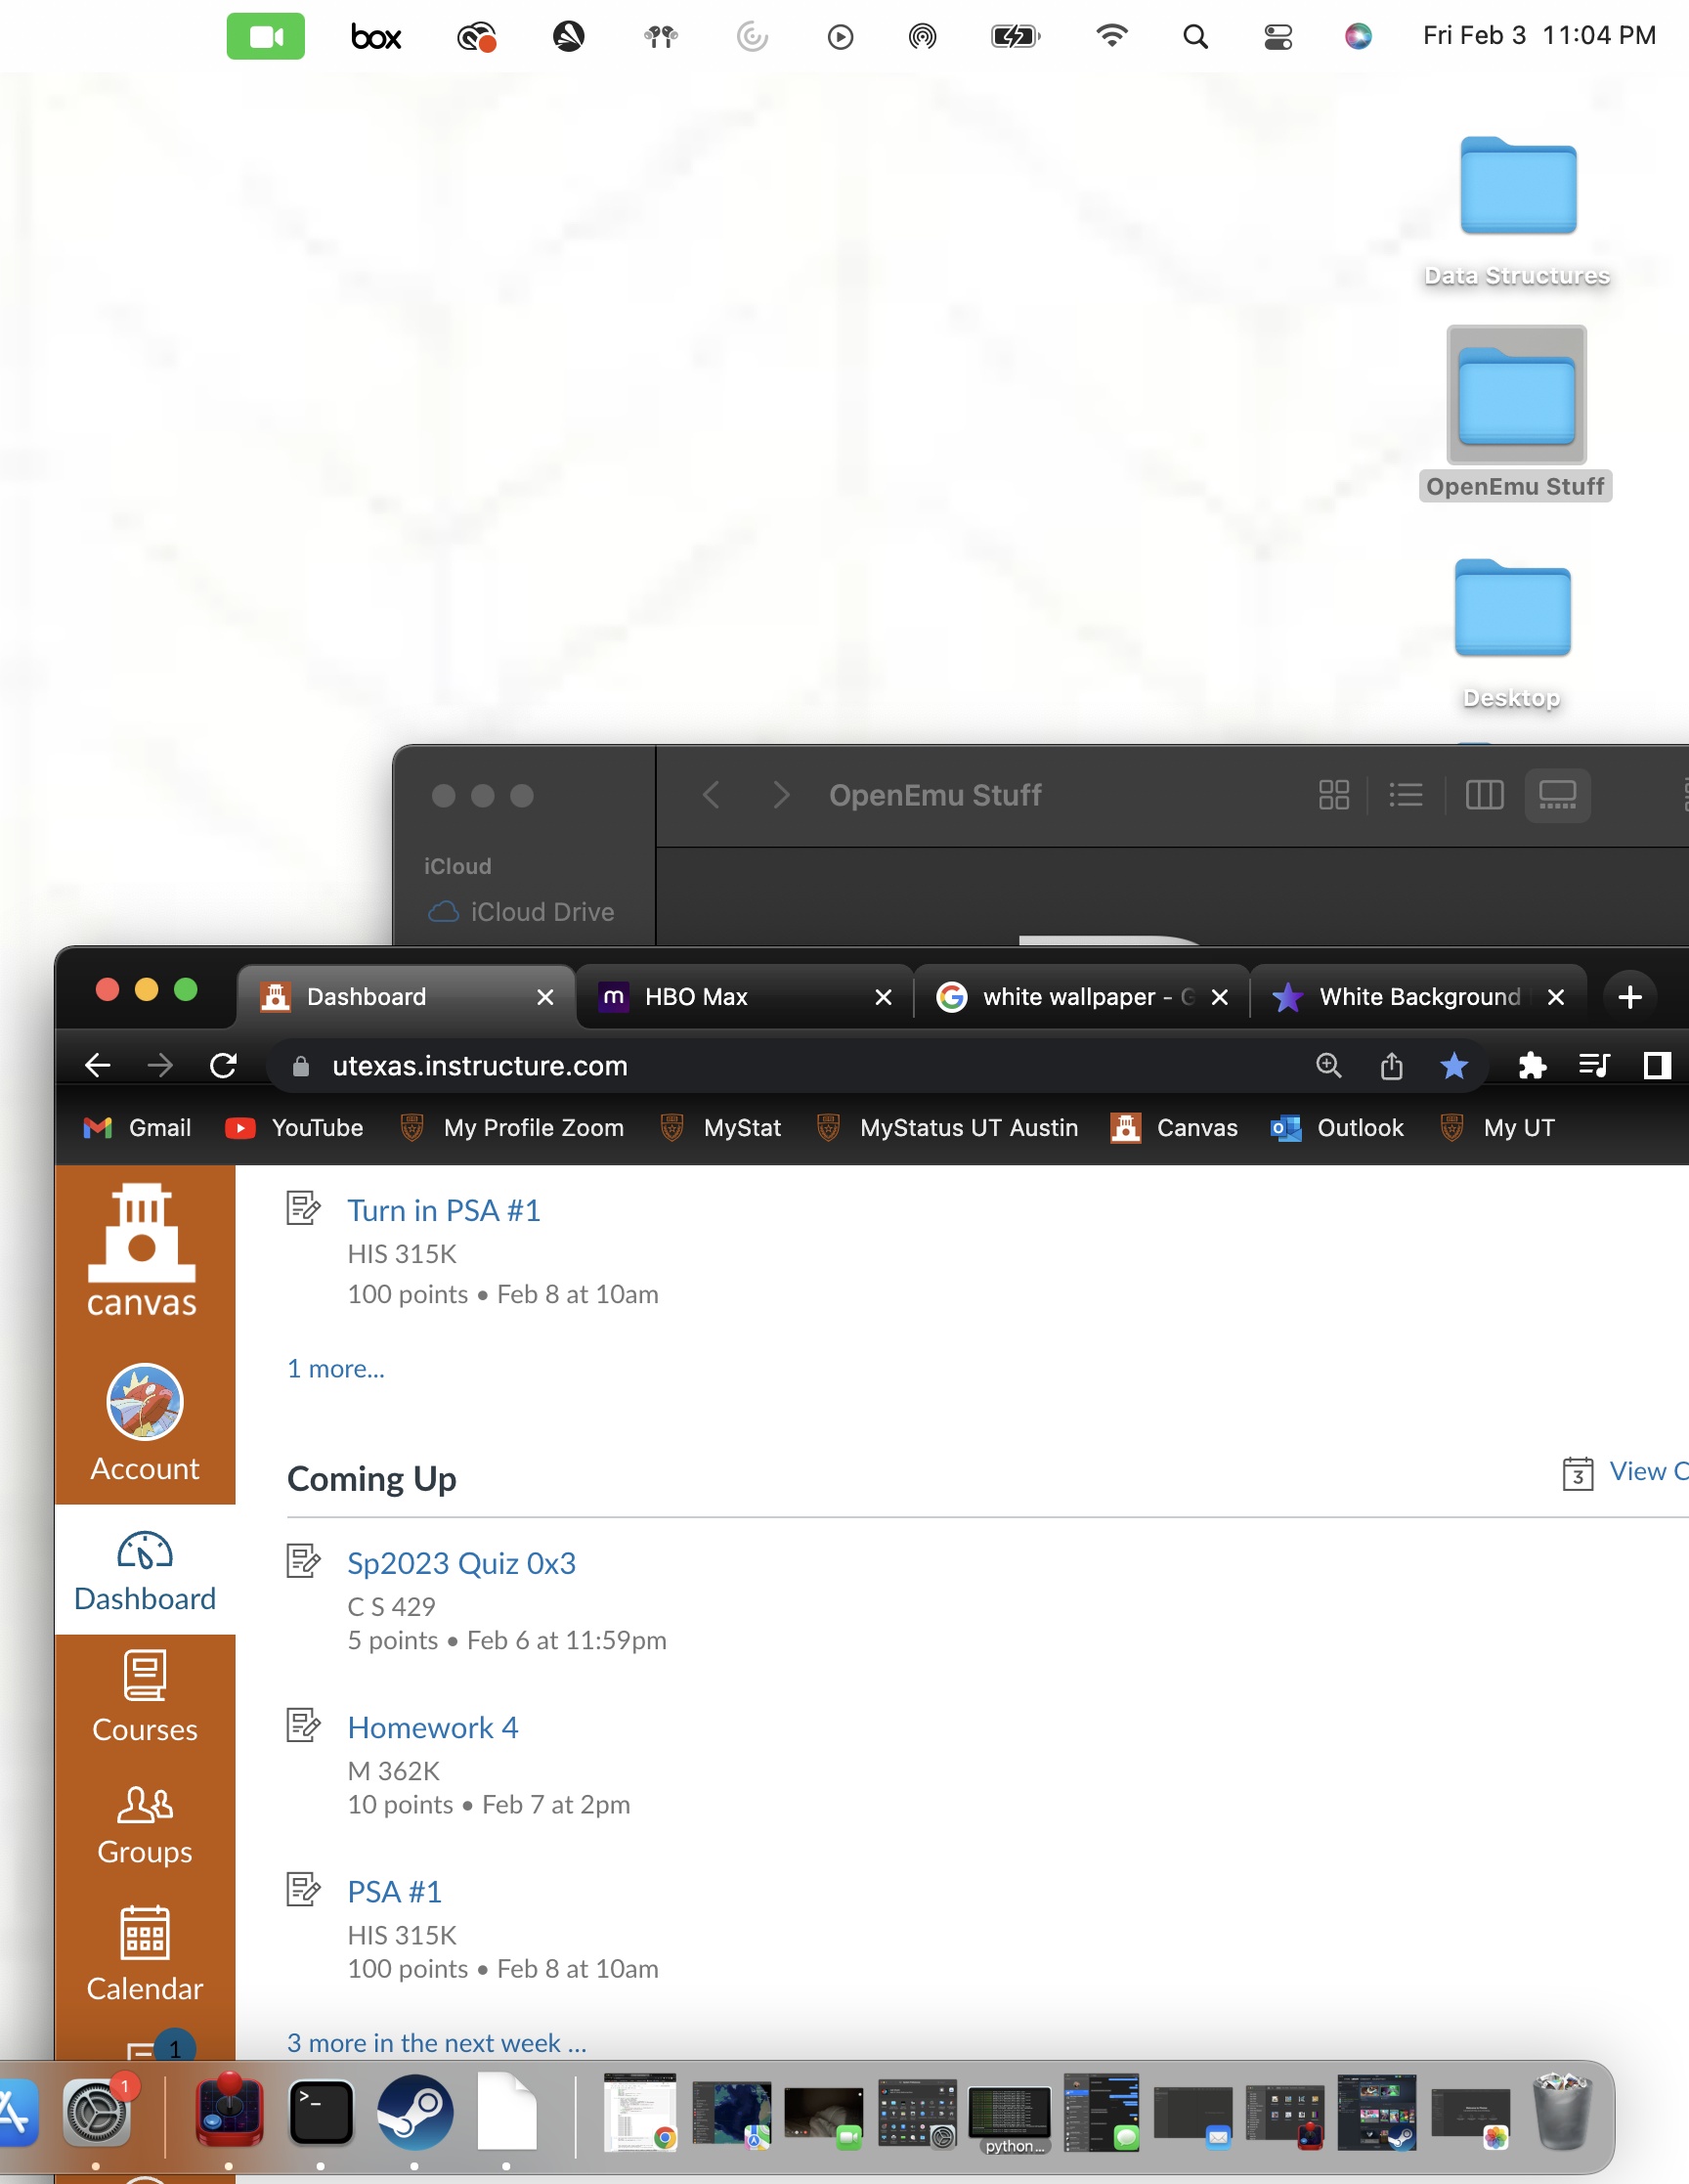 box
Fri Feb 3 11:04 PM
Data Structures
OpenEmu Stuff
Desktop
OpenEmu Stuff
iCloud
iCloud Drive
Dashboard
m HBO Max
white wallpaper - G
White Background
utexas.instructure.com
Gmail YouTube My Profile Zoom MyStat MyStatus UT Austin Canvas Outlook My UT
canvas
Account
Dashboard
Courses
Groups
Calendar
1
Turn in PSA #1
HIS 315K
100 points • Feb 8 at 10am
1 more...
Coming Up
3 View C
Sp2023 Quiz 0x3
C S 429
5 points • Feb 6 at 11:59pm
Homework 4
M 362K
10 points • Feb 7 at 2pm
PSA #1
HIS 315K
100 points • Feb 8 at 10am
3 more in the next week ...
1
>_
python...